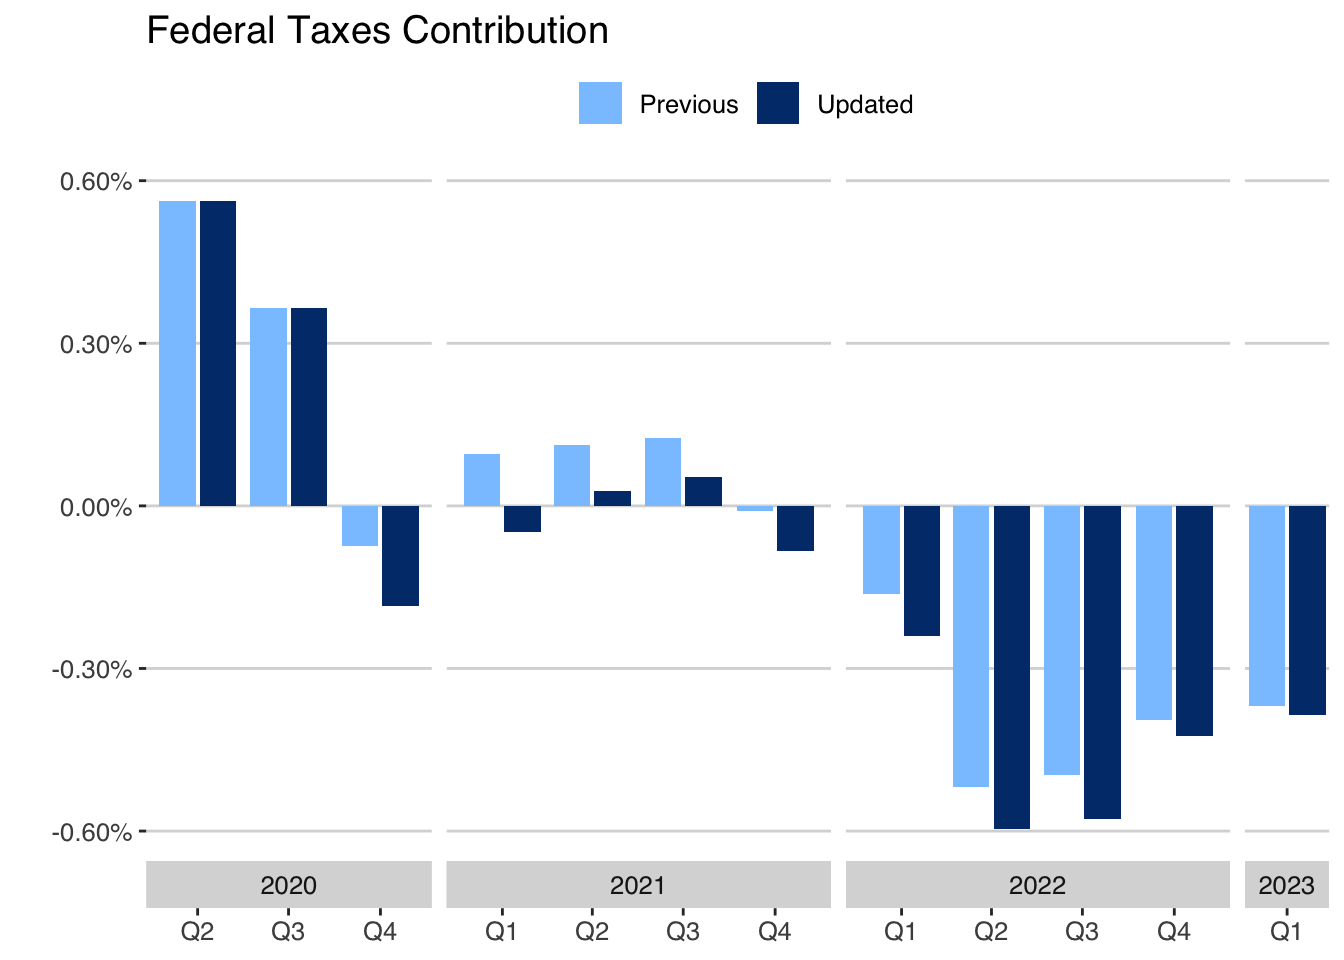 Federal Taxes Contribution
Previous Updated
0.60%
0.30%
0.00%
-0.30%
-0.60%
2020 2021 2022 2023
Q2 Q3 Q4 Q1 Q2 Q3 Q4 Q1 Q2 Q3 Q4 Q1